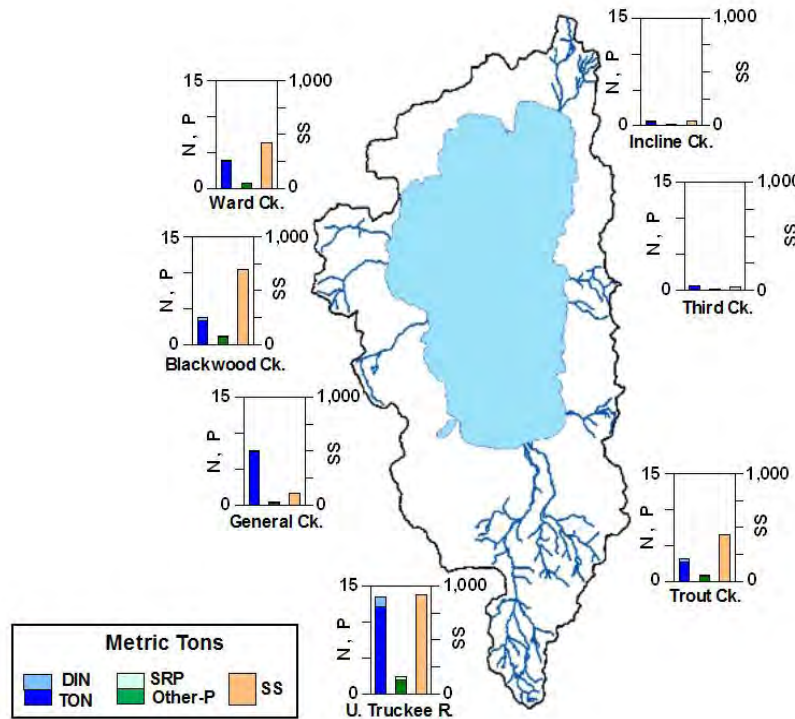 15
1,000
N, P
SS
0
0
Incline Ck.
15
1,000
N, P
SS
0
0
Ward Ck.
15
1,000
N, P
SS
0
0
Third Ck.
15
1,000
N, P
SS
0
0
Blackwood Ck.
15
1,000
N, P
SS
0
0
General Ck.
15
1,000
N, P
SS
0
0
Trout Ck.
15
1,000
N, P
SS
0
0
U. Truckee R.
Metric Tons
DIN SRP SS
TON Other-P